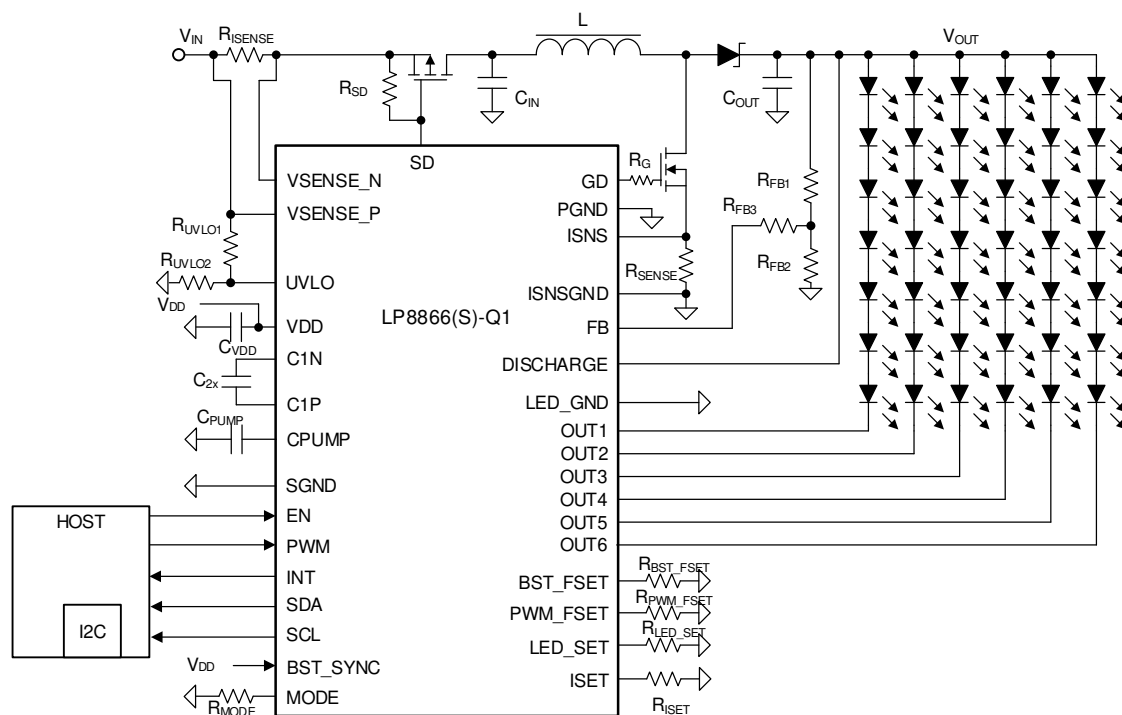 VIN
RISENSE
L
VOUT
RSD
CIN
COUT
SD
VSENSE_N
VSENSE_P
RUVLO1
RUVLO2
UVLO
VDD
VDD
CVDD
C1N
C2x
C1P
CPUMP
CPUMP
SGND
HOST
I2C
EN
PWM
INT
SDA
SCL
VDD
BST_SYNC
MODE
RMODE
LP8866(S)-Q1
GD
RG
PGND
ISNS
RSENSE
ISNSGND
FB
RFB1
RFB3
RFB2
DISCHARGE
LED_GND
OUT1
OUT2
OUT3
OUT4
OUT5
OUT6
BST_FSET
RBST_FSET
PWM_FSET
RPWM_FSET
LED_SET
RLED_SET
ISET
RISET